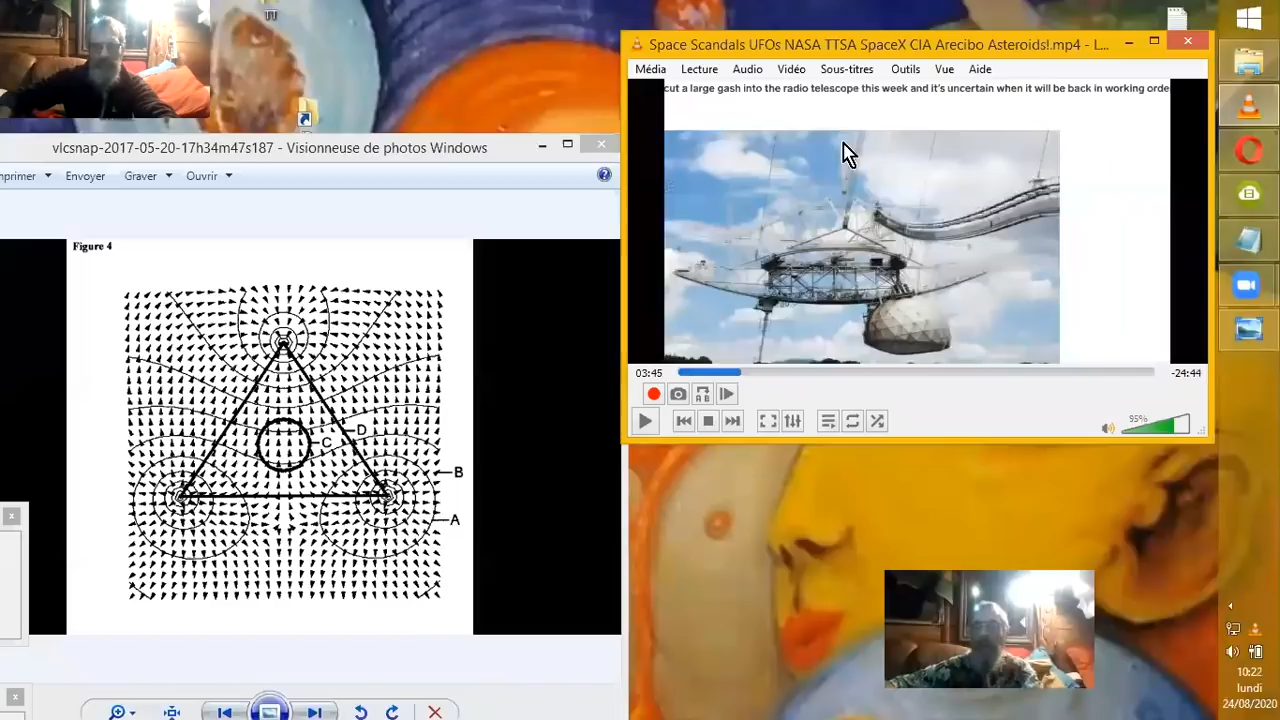 TT
Space Scandals UFOs NASA TTSA SpaceX CIA Arecibo Asteroids!.mp4 - L...
Média Lecture Audio Vidéo Sous-titres Outils Vue Aide
cut a large gash into the radio telescope this week and it's uncertain when it will be back in working orde
03:45 -24:44
95%
vlcsnap-2017-05-20-17h34m47s187 - Visionneuse de photos Windows
primer Envoyer Graver Ouvrir
Figure 4
D
C
B
A
10:22
lundi
24/08/2020